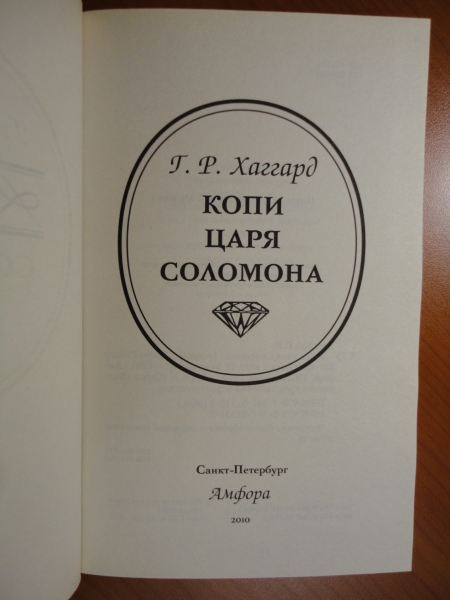 Г. Р. Хаггард
КОПИ
ЦАРЯ
СОЛОМОНА
Санкт-Петербург
Амфора
2010